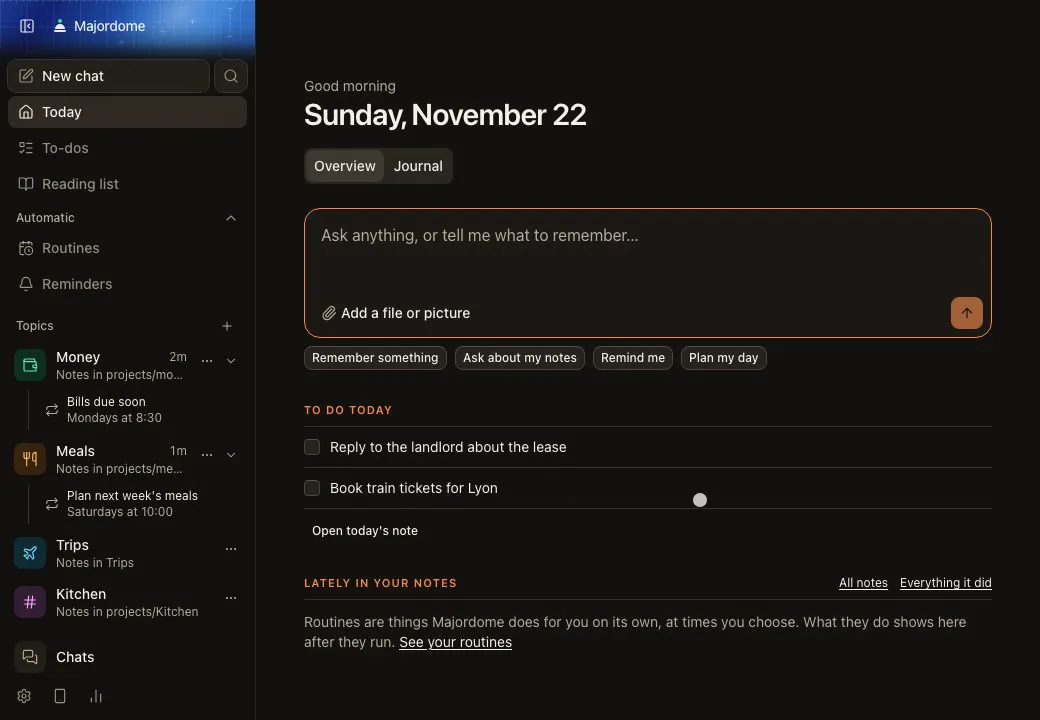 Majordome
New chat
Today
To-dos
Reading list
Automatic
Routines
Reminders
Topics
Money 2m
Notes in projects/mo...
Bills due soon
Mondays at 8:30
Meals 1m
Notes in projects/me...
Plan next week's meals
Saturdays at 10:00
Trips
Notes in Trips
Kitchen
Notes in projects/Kitchen
Chats
Good morning
Sunday, November 22
Overview Journal
Ask anything, or tell me what to remember...
Add a file or picture
Remember something Ask about my notes Remind me Plan my day
TO DO TODAY
Reply to the landlord about the lease
Book train tickets for Lyon
Open today's note
LATELY IN YOUR NOTES All notes Everything it did
Routines are things Majordome does for you on its own, at times you choose. What they do shows here
after they run. See your routines